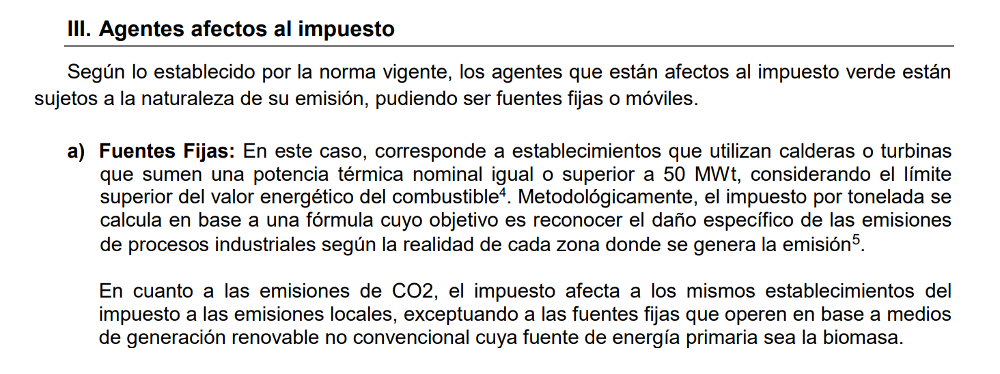 III. Agentes afectos al impuesto
Según lo establecido por la norma vigente, los agentes que están afectos al impuesto verde están
sujetos a la naturaleza de su emisión, pudiendo ser fuentes fijas o móviles.
a) Fuentes Fijas: En este caso, corresponde a establecimientos que utilizan calderas o turbinas
que sumen una potencia térmica nominal igual o superior a 50 MWt, considerando el límite
superior del valor energético del combustible⁴. Metodológicamente, el impuesto por tonelada se
calcula en base a una fórmula cuyo objetivo es reconocer el daño específico de las emisiones
de procesos industriales según la realidad de cada zona donde se genera la emisión⁵.
En cuanto a las emisiones de CO2, el impuesto afecta a los mismos establecimientos del
impuesto a las emisiones locales, exceptuando a las fuentes fijas que operen en base a medios
de generación renovable no convencional cuya fuente de energía primaria sea la biomasa.